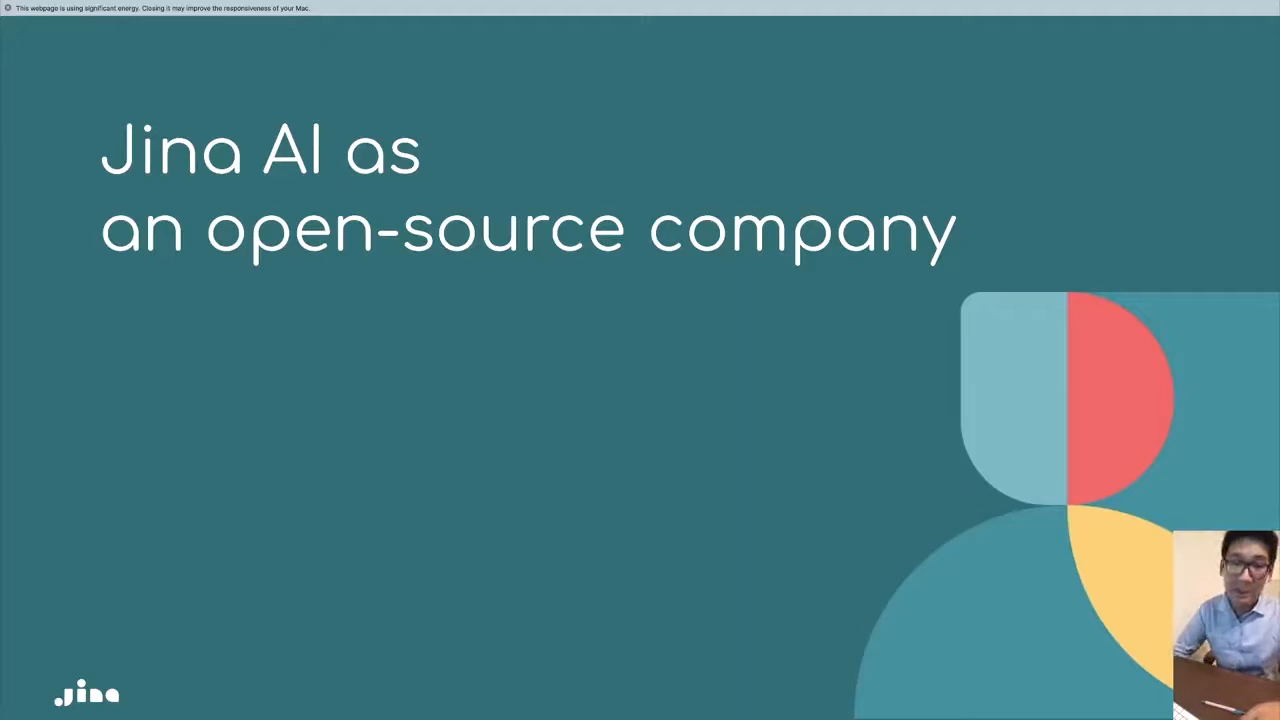 This webpage is using significant energy. Closing it may improve the responsiveness of your Mac.
Jina AI as
an open-source company
Jina